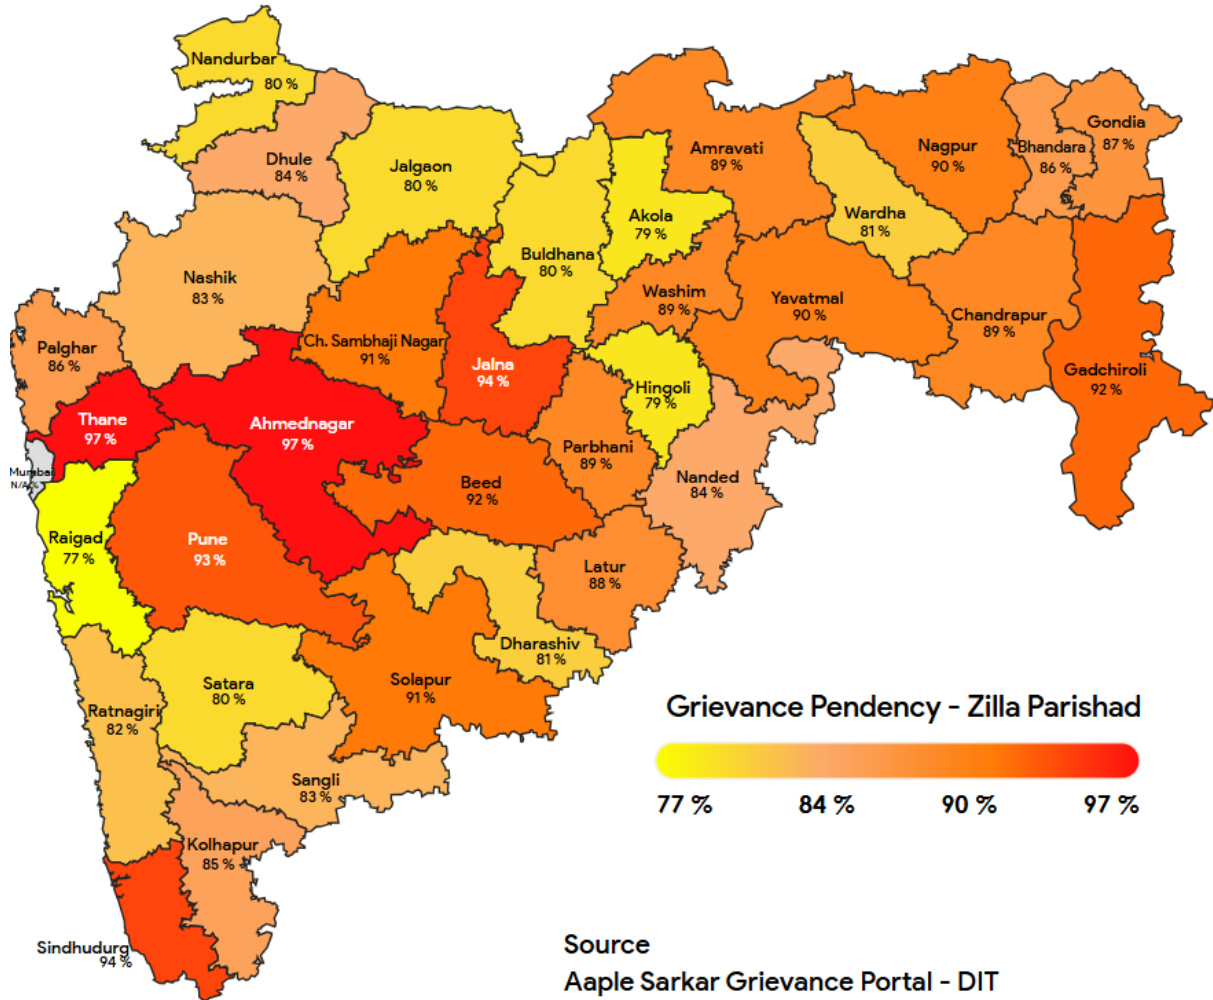 Nandurbar
80 %
Dhule
84 %
Jalgaon
80 %
Amravati
89 %
Nagpur
90 %
Bhandara
86 %
Gondia
87 %
Akola
79 %
Wardha
81 %
Buldhana
80 %
Nashik
83 %
Washim
89 %
Yavatmal
90 %
Chandrapur
89 %
Palghar
86 %
Ch. Sambhaji Nagar
91 %
Jalna
94 %
Hingoli
79 %
Gadchiroli
92 %
Thane
97 %
Ahmednagar
97 %
Parbhani
89 %
Mumbai
N/A %
Beed
92 %
Nanded
84 %
Raigad
77 %
Pune
93 %
Latur
88 %
Dharashiv
81 %
Satara
80 %
Solapur
91 %
Ratnagiri
82 %
Sangli
83 %
Kolhapur
85 %
Sindhudurg
94 %
Grievance Pendency - Zilla Parishad
77 % 84 % 90 % 97 %
Source
Aaple Sarkar Grievance Portal - DIT